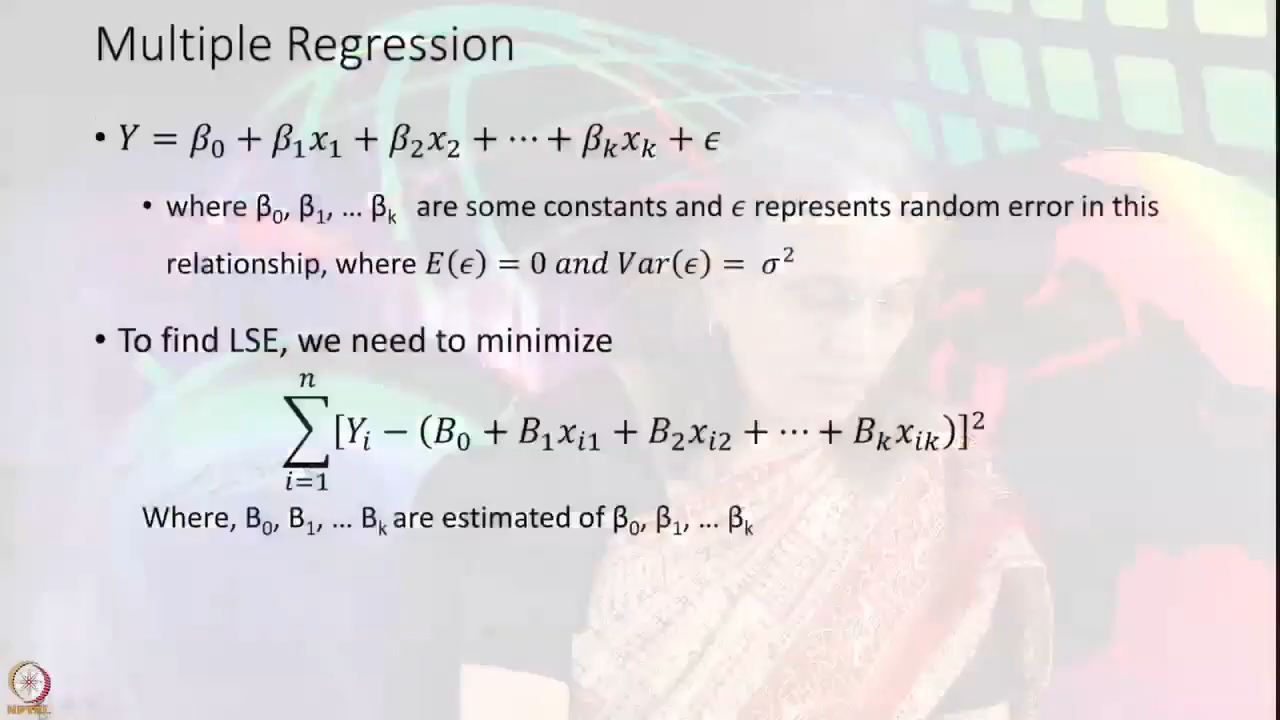 Multiple Regression
• Y = β₀ + β₁x₁ + β₂x₂ + ⋯ + βₖxₖ + ϵ
• where β₀, β₁, ... βₖ are some constants and ϵ represents random error in this
relationship, where E(ϵ) = 0 and Var(ϵ) = σ²
• To find LSE, we need to minimize
n
∑ [Yᵢ − (B₀ + B₁xᵢ₁ + B₂xᵢ₂ + ⋯ + Bₖxᵢₖ)]²
i=1
Where, B₀, B₁, ... Bₖ are estimated of β₀, β₁, ... βₖ
NPTEL